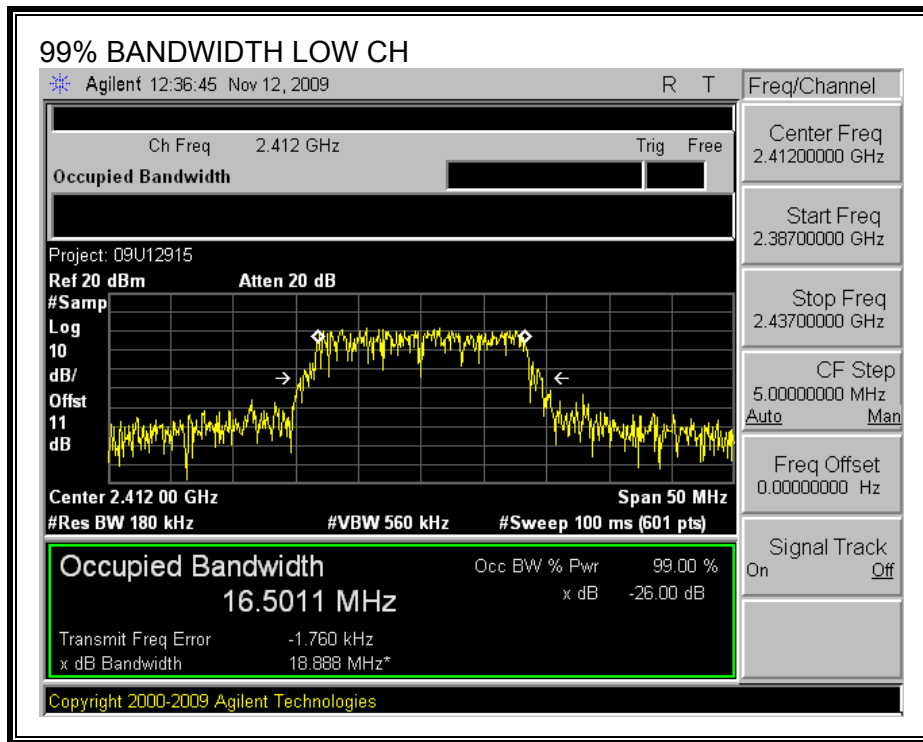 99% BANDWIDTH LOW CH
Agilent 12:36:45 Nov 12, 2009 R T
Freq/Channel
Ch Freq 2.412 GHz Trig Free
Occupied Bandwidth
Center Freq
2.41200000 GHz
Start Freq
2.38700000 GHz
Stop Freq
2.43700000 GHz
CF Step
5.00000000 MHz
Auto Man
Freq Offset
0.00000000 Hz
Signal Track
On Off
Project: 09U12915
Ref 20 dBm Atten 20 dB
#Samp
Log
10
dB/
Offst
11
dB
Center 2.412 00 GHz Span 50 MHz
#Res BW 180 kHz #VBW 560 kHz #Sweep 100 ms (601 pts)
Occupied Bandwidth Occ BW % Pwr 99.00 %
16.5011 MHz x dB -26.00 dB
Transmit Freq Error -1.760 kHz
x dB Bandwidth 18.888 MHz*
Copyright 2000-2009 Agilent Technologies